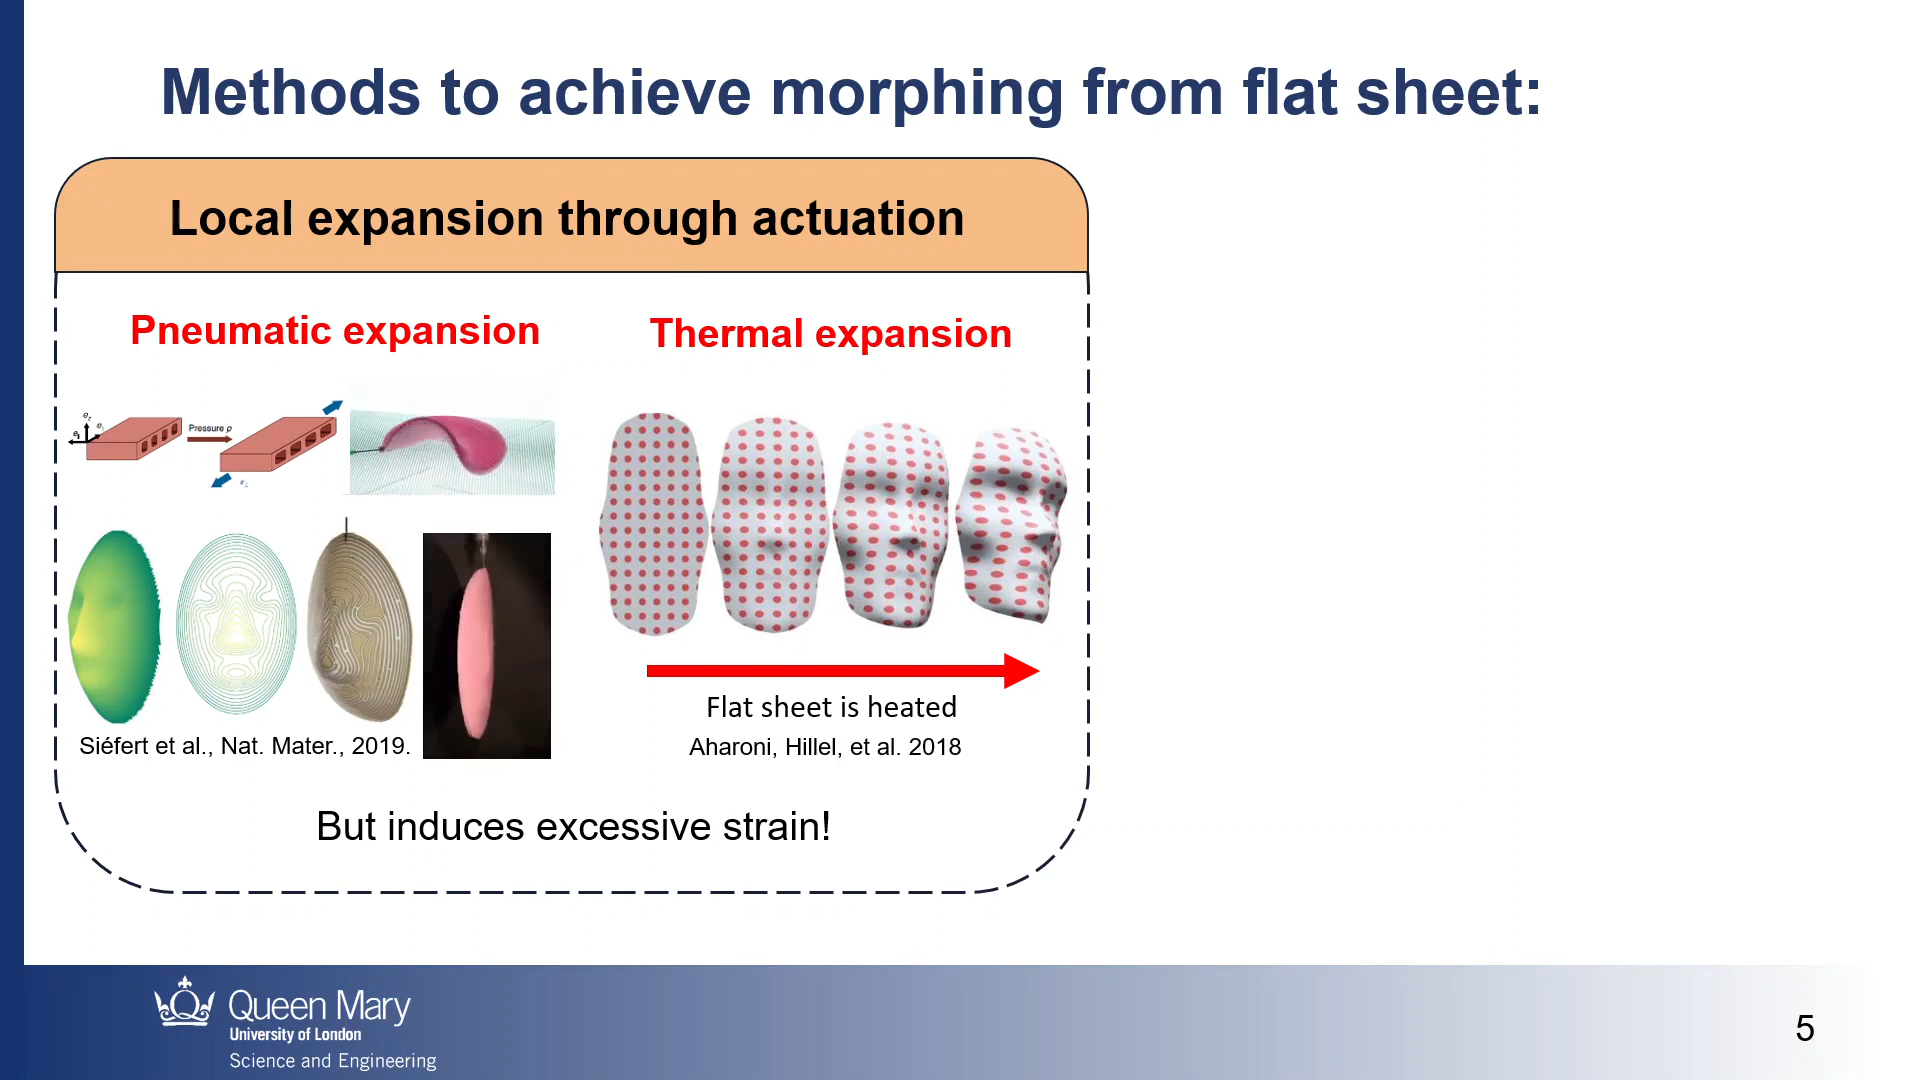 Methods to achieve morphing from flat sheet:
Local expansion through actuation
Pneumatic expansion
Thermal expansion
Pressure p
Flat sheet is heated
Siéfert et al., Nat. Mater., 2019.
Aharoni, Hillel, et al. 2018
But induces excessive strain!
Queen Mary
University of London
Science and Engineering
5